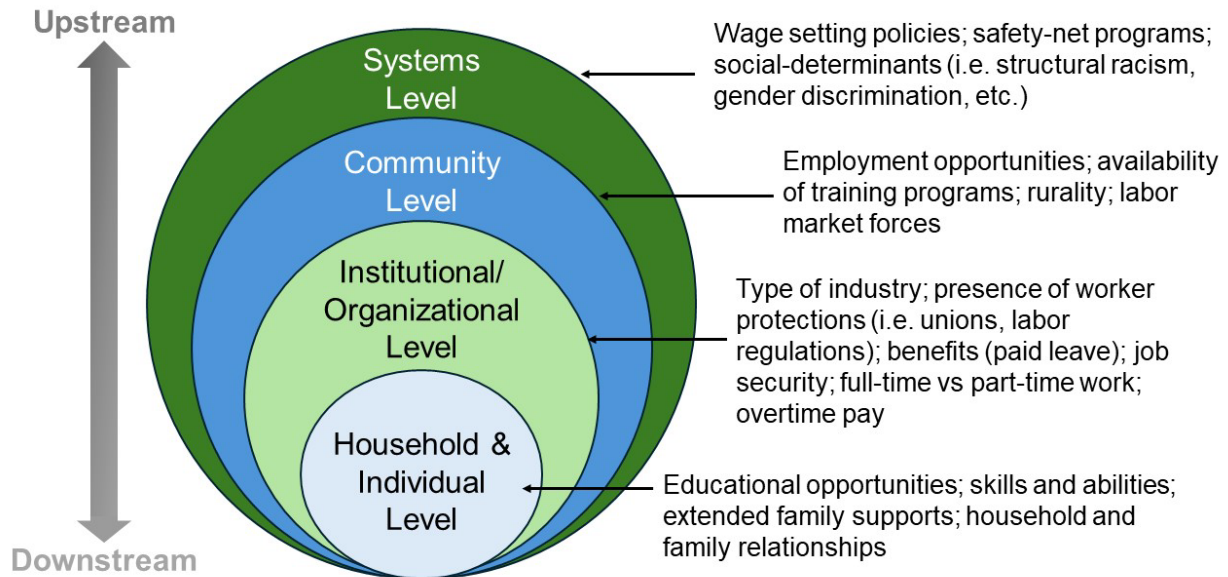 Upstream
Systems
Level
Wage setting policies; safety-net programs;
social-determinants (i.e. structural racism,
gender discrimination, etc.)
Community
Level
Employment opportunities; availability
of training programs; rurality; labor
market forces
Institutional/
Organizational
Level
Type of industry; presence of worker
protections (i.e. unions, labor
regulations); benefits (paid leave); job
security; full-time vs part-time work;
overtime pay
Household &
Individual
Level
Educational opportunities; skills and abilities;
extended family supports; household and
family relationships
Downstream